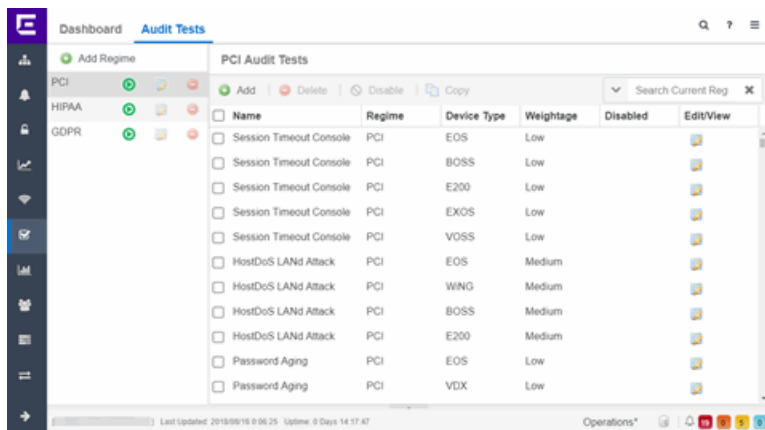 Dashboard Audit Tests ?
Add Regime PCI Audit Tests
PCI
HIPAA
GDPR
Add Delete Disable Copy Search Current Reg
Name Regime Device Type Weightage Disabled Edit/View
Session Timeout Console PCI EOS Low
Session Timeout Console PCI BOSS Low
Session Timeout Console PCI E200 Low
Session Timeout Console PCI EXOS Low
Session Timeout Console PCI VOSS Low
HostDoS LANd Attack PCI EOS Medium
HostDoS LANd Attack PCI WiNG Medium
HostDoS LANd Attack PCI BOSS Medium
HostDoS LANd Attack PCI E200 Medium
Password Aging PCI EOS Low
Password Aging PCI VDX Low
Last Updated: 2018/08/16 0:06:25 Uptime: 0 Days 14:17:47 Operations* 19 0 5 0